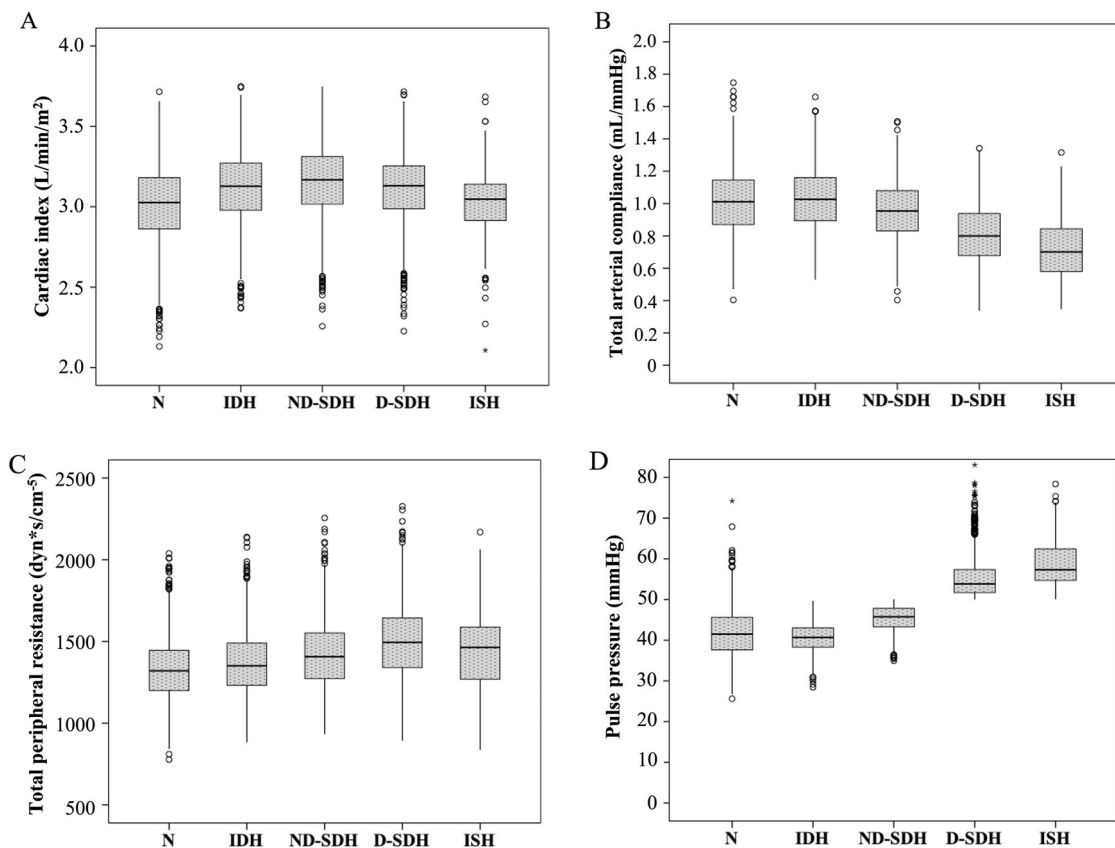 A
Cardiac index (L/min/m²)
4.0
3.5
3.0
2.5
2.0
N IDH ND-SDH D-SDH ISH
B
Total arterial compliance (mL/mmHg)
2.0
1.8
1.6
1.4
1.2
1.0
0.8
0.6
0.4
0.2
0
N IDH ND-SDH D-SDH ISH
C
Total peripheral resistance (dyn*s/cm⁻⁵)
2500
2000
1500
1000
500
N IDH ND-SDH D-SDH ISH
D
Pulse pressure (mmHg)
80
70
60
50
40
30
20
10
0
N IDH ND-SDH D-SDH ISH